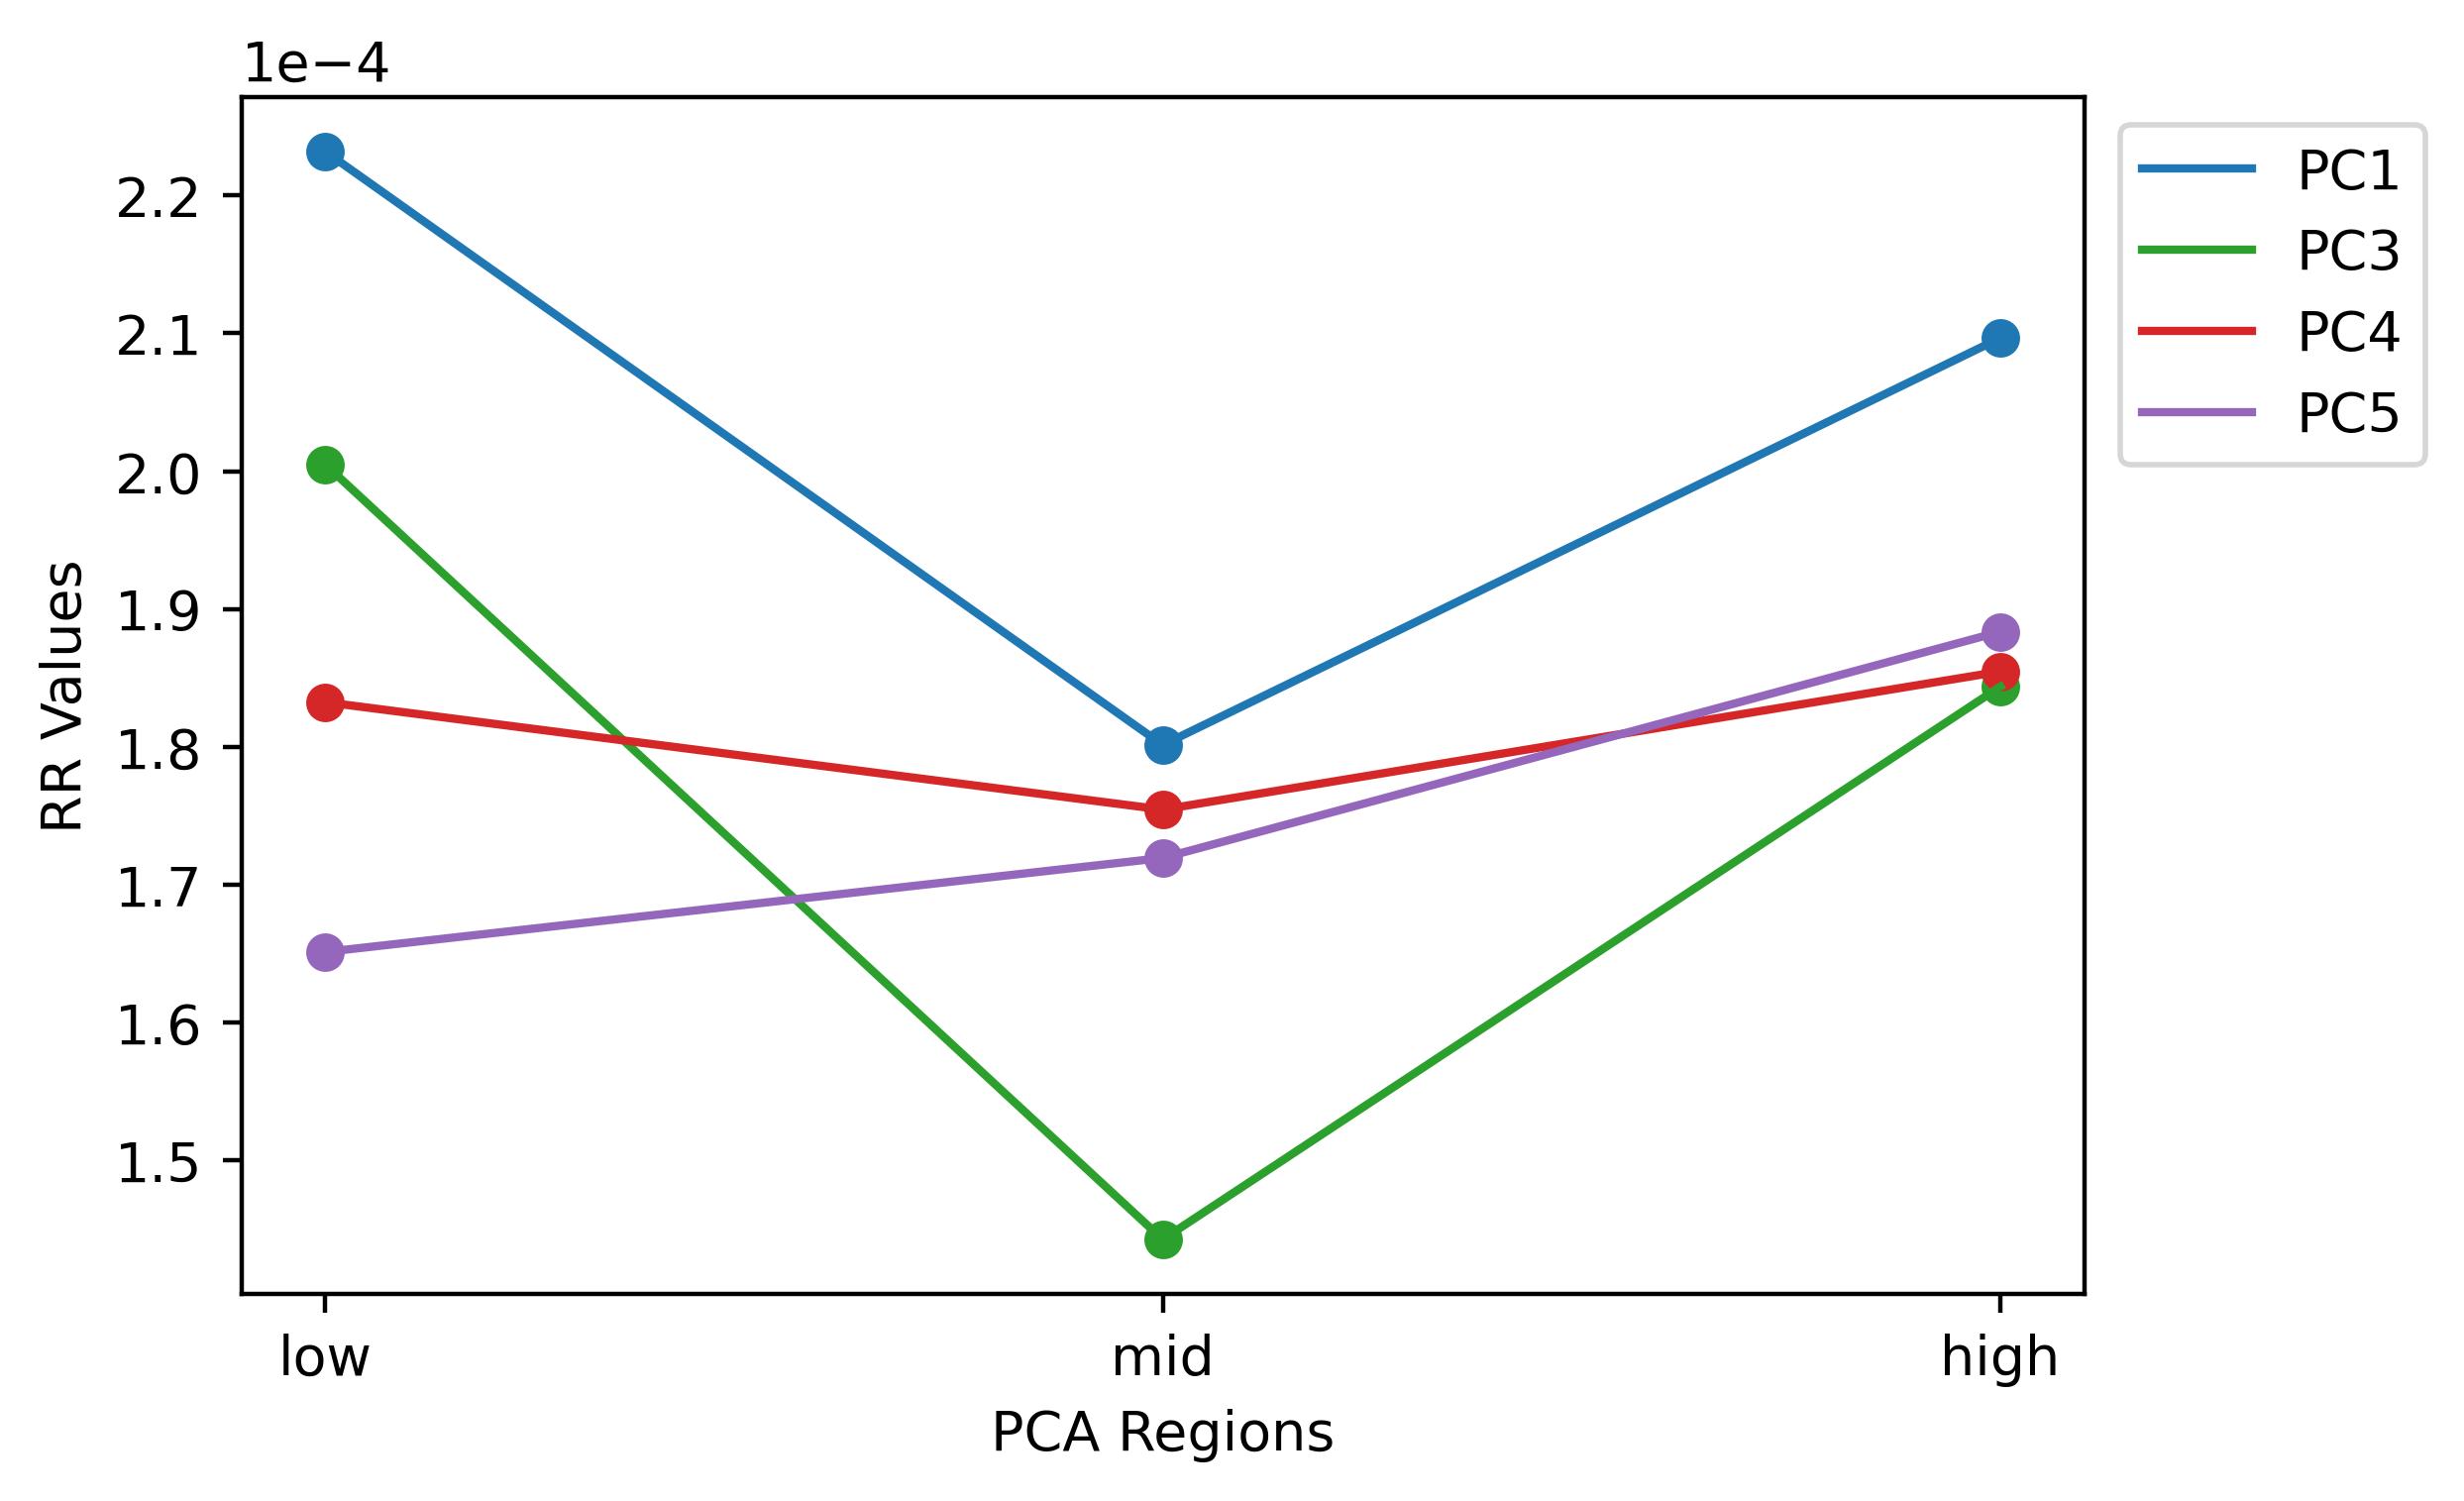 1e−4
2.2
2.1
2.0
1.9
1.8
1.7
1.6
1.5
RR Values
low
mid
high
PCA Regions
PC1
PC3
PC4
PC5